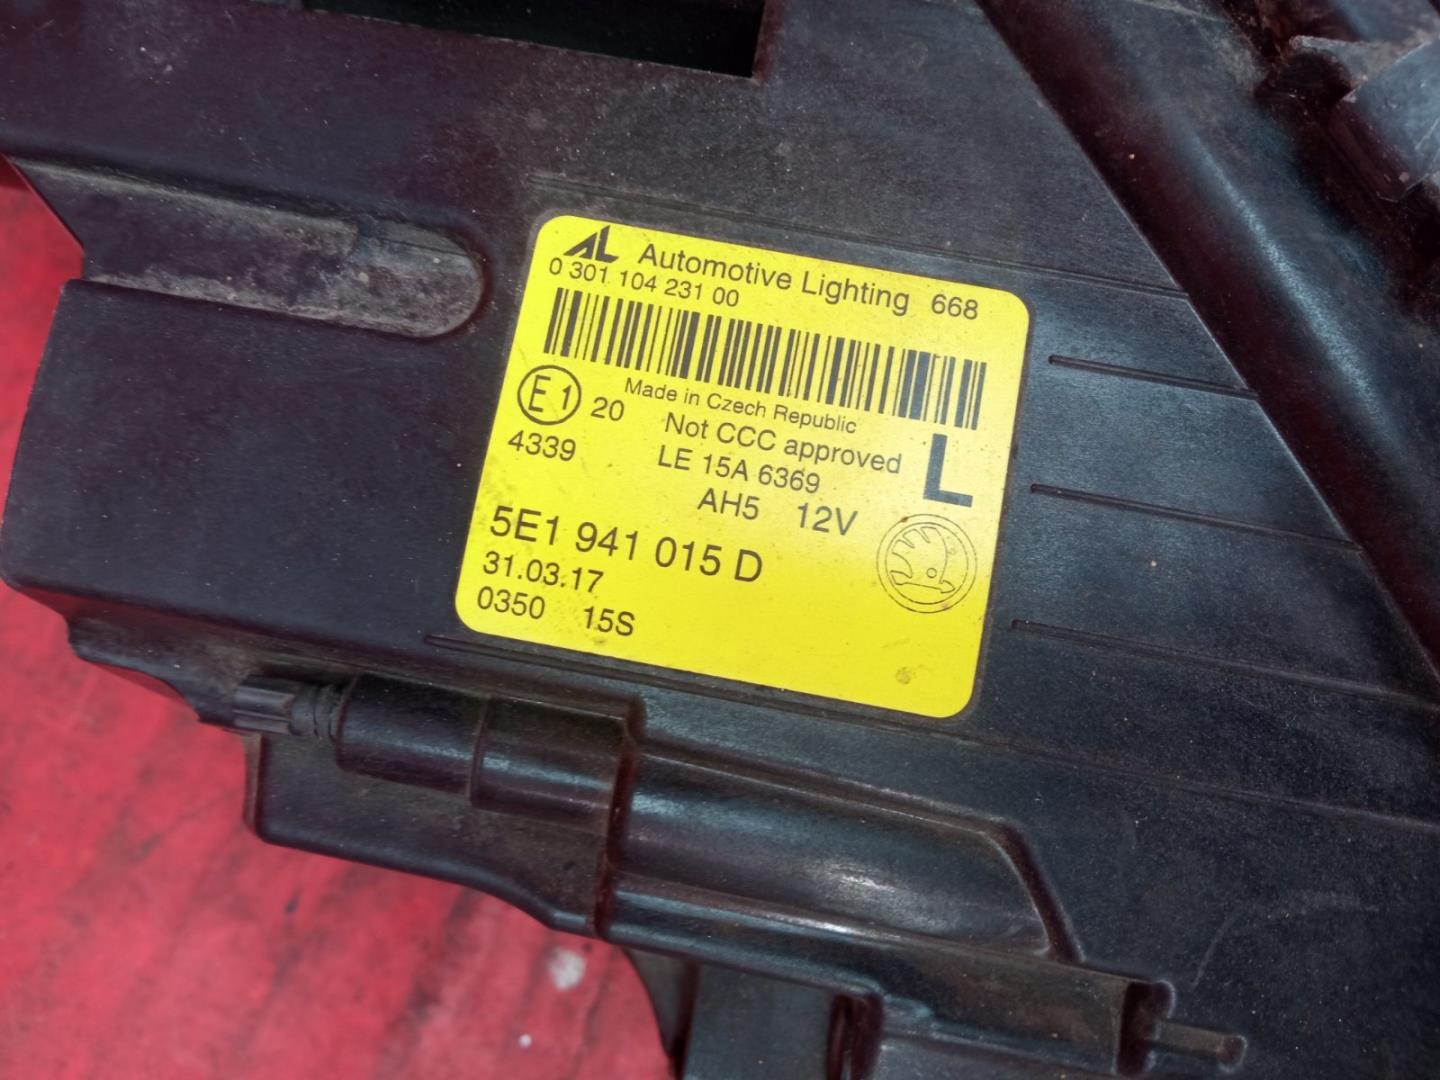 AL Automotive Lighting 668
0 301 104 231 00
Made in Czech Republic
E1 20 Not CCC approved L
4339 LE 15A 6369
AH5 12V
5E1 941 015 D
31.03.17
0350 15S